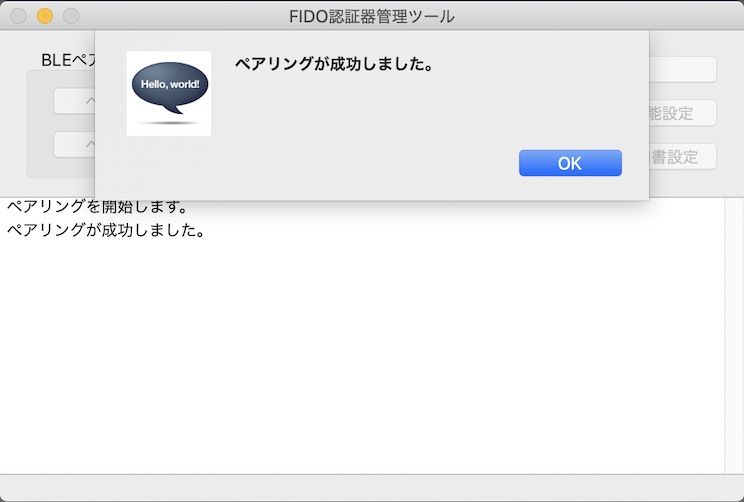 FIDO認証器管理ツール
BLEペア
ペアリングが成功しました。
Hello, world!
能設定
OK
書設定
ペアリングを開始します。
ペアリングが成功しました。